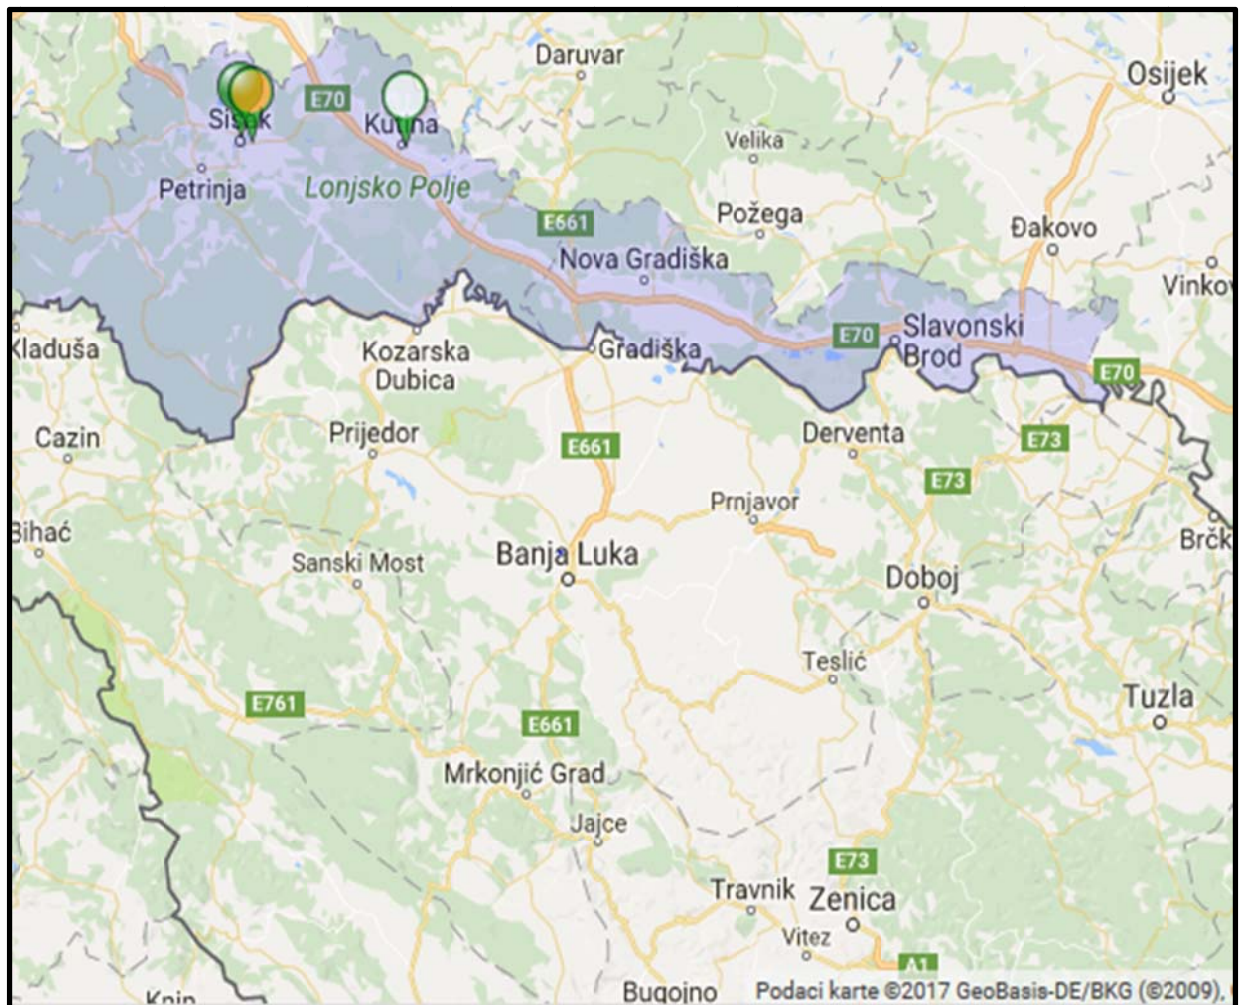 Daruvar
Osijek
E70
Sisak
Kutina
Velika
Petrinja
Lonjsko Polje
Požega
E661
Đakovo
Nova Gradiška
Vinkov
E70
Slavonski
Brod
Kladuša
Kozarska
Dubica
Gradiška
E70
Cazin
Prijedor
E661
Derventa
E73
E73
Prnjavor
Bihać
Sanski Most
Banja Luka
Brčk
Doboj
Teslić
E761
E661
Tuzla
Mrkonjić Grad
Jajce
E73
Travnik
Zenica
Vitez
A1
Knin
Bugojno
Podaci karte ©2017 GeoBasis-DE/BKG (©2009),